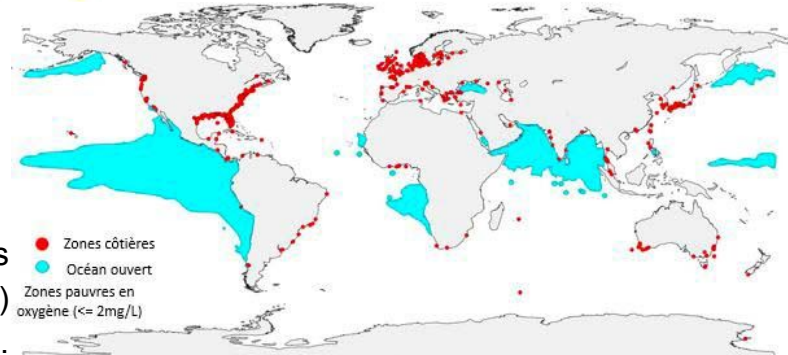 s
Zones côtières
Océan ouvert
)
Zones pauvres en
oxygène (<= 2mg/L)
.